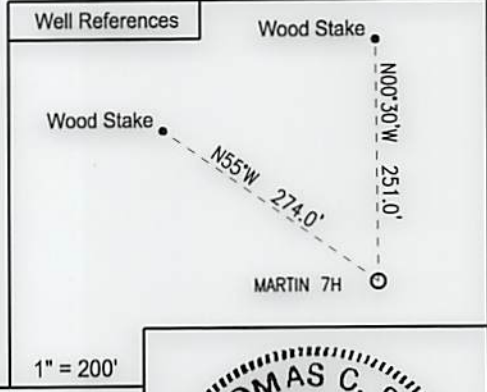 Well References
Wood Stake
Wood Stake
N00°30'W 251.0'
N55°W 274.0'
MARTIN 7H
1" = 200'
OMAS C.